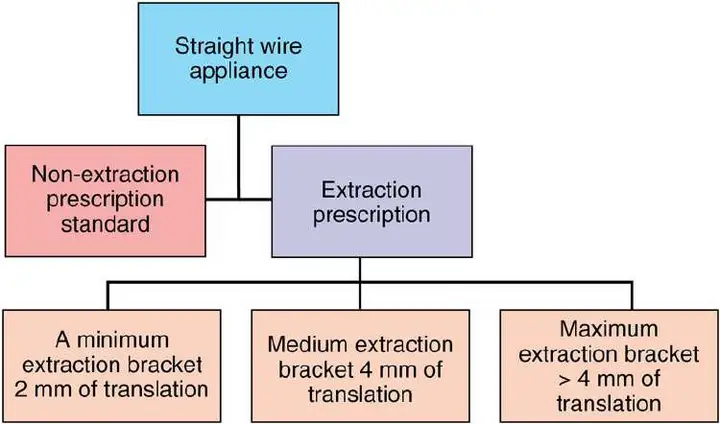 Straight wire
appliance
Non-extraction
prescription
standard
Extraction
prescription
A minimum
extraction bracket
2 mm of translation
Medium extraction
bracket 4 mm of
translation
Maximum
extraction bracket
> 4 mm of
translation